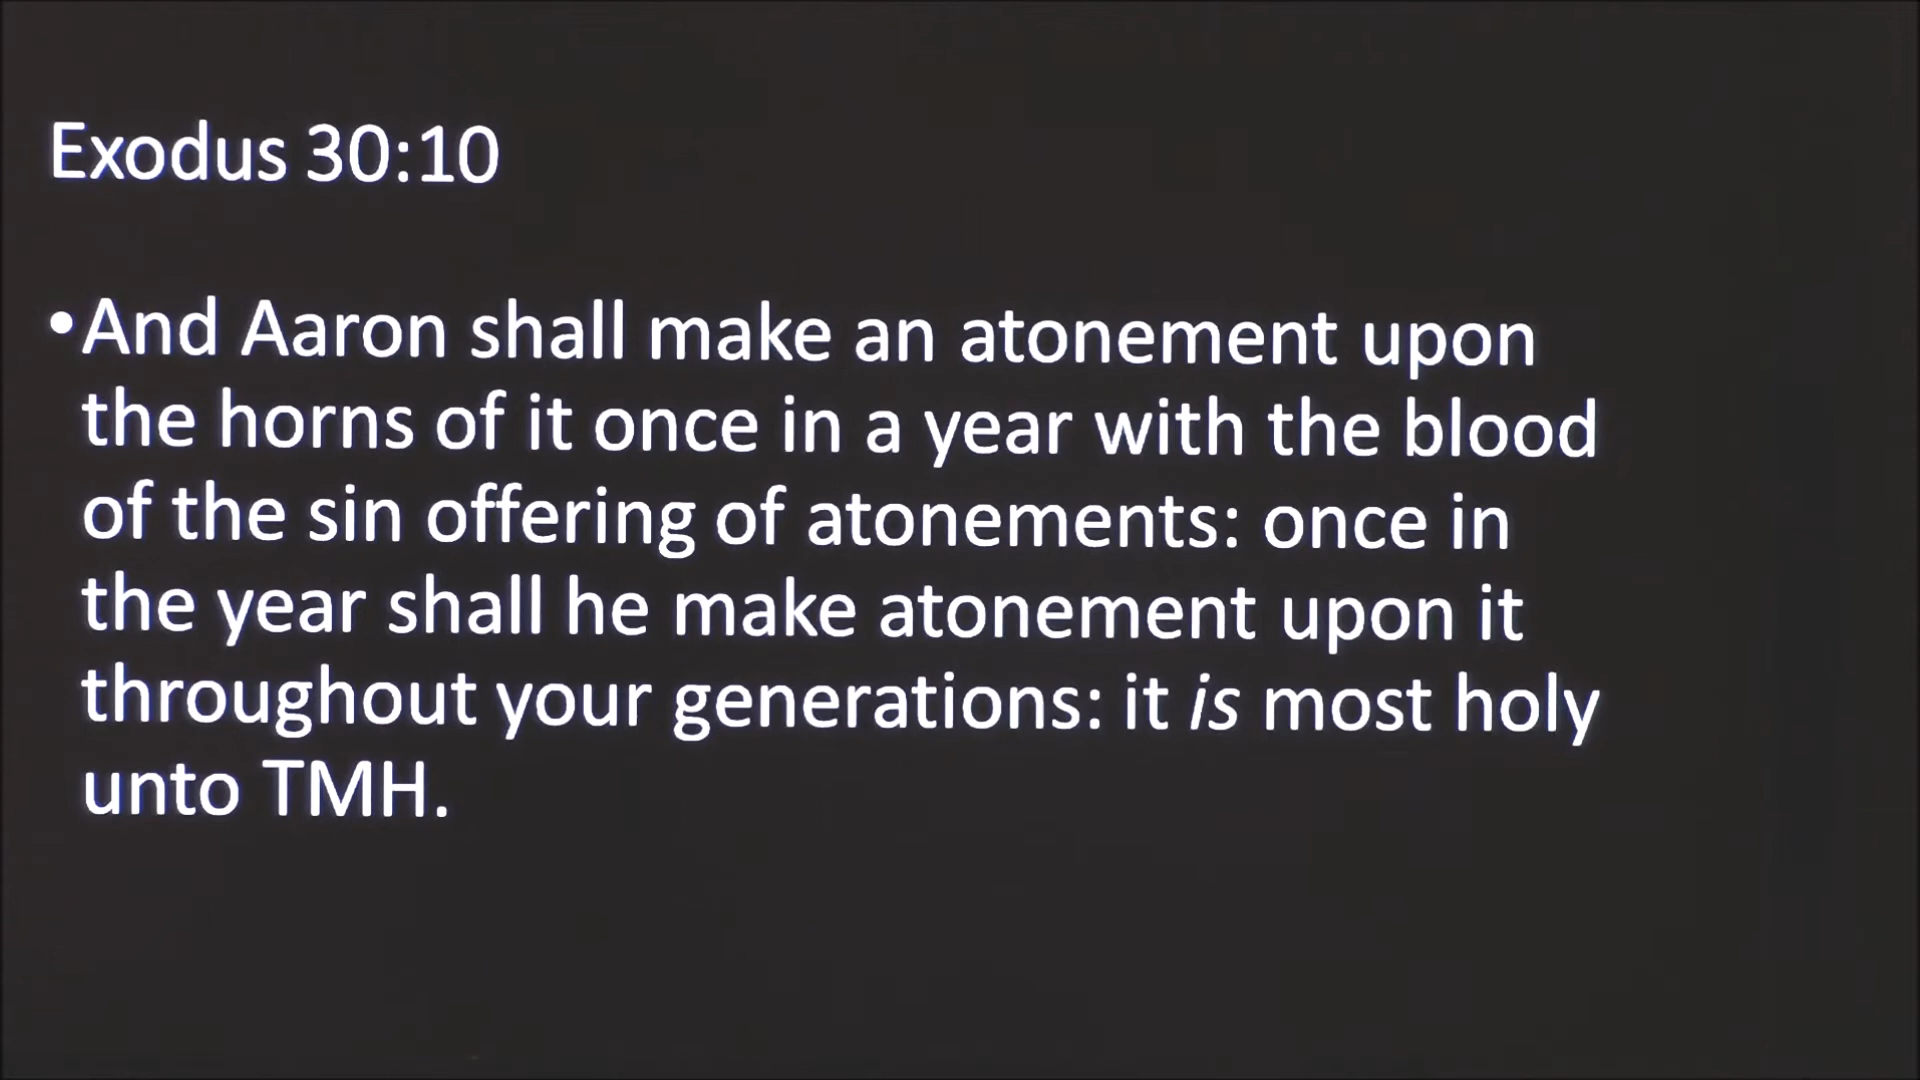 Exodus 30:10
•And Aaron shall make an atonement upon
the horns of it once in a year with the blood
of the sin offering of atonements: once in
the year shall he make atonement upon it
throughout your generations: it is most holy
unto TMH.